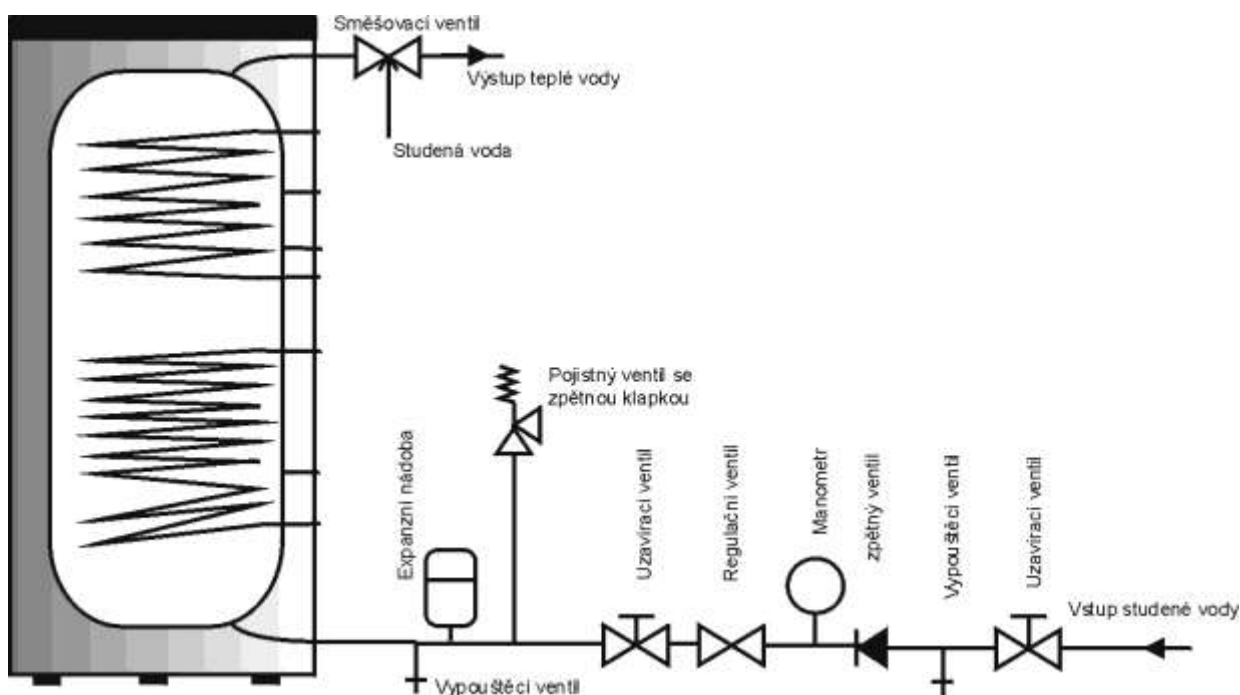 Směšovací ventil
Výstup teplé vody
Studená voda
Pojistný ventil se
zpětnou klapkou
Expanzní nádoba
Uzavírací ventil
Regulační ventil
Manometr
zpětný ventil
Vypouštěcí ventil
Uzavírací ventil
Vstup studené vody
Vypouštěcí ventil